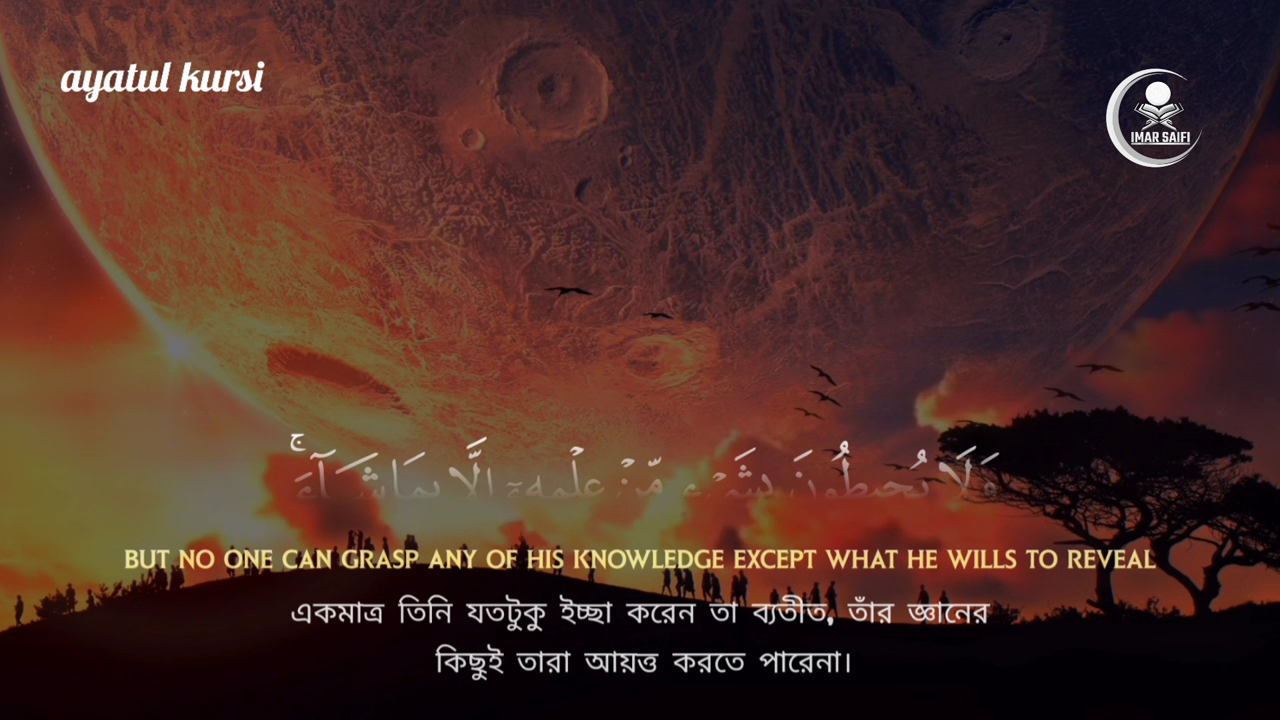 ayatul kursi
IMAR SAIFI
وَلَا يُحِيطُونَ بِشَيْءٍ مِّنْ عِلْمِهِۦٓ إِلَّا بِمَا شَآءَ ۚ
BUT NO ONE CAN GRASP ANY OF HIS KNOWLEDGE EXCEPT WHAT HE WILLS TO REVEAL
একমাত্র তিনি যতটুকু ইচ্ছা করেন তা ব্যতীত, তাঁর জ্ঞানের
কিছুই তারা আয়ত্ত করতে পারেনা।